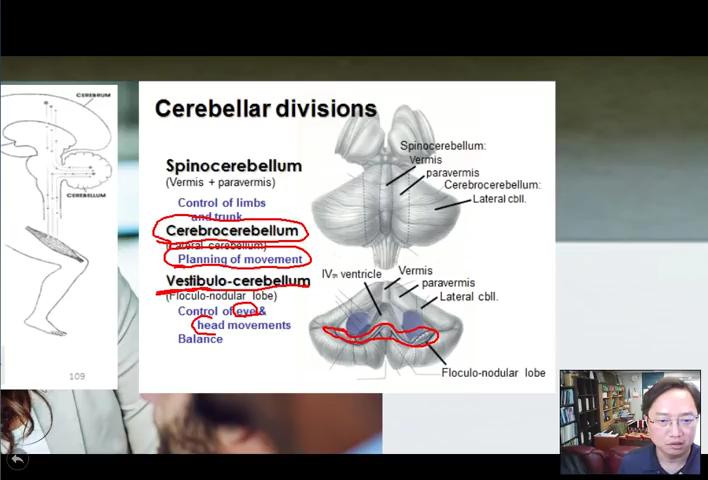 CEREBRUM
CEREBELLUM
109
Cerebellar divisions
Spinocerebellum
(Vermis + paravermis)
Control of limbs
and trunk
Cerebrocerebellum
(Lateral cerebellum)
Planning of movement
Vestibulo-cerebellum
(Floculo-nodular lobe)
Control of eye &
head movements
Balance
Spinocerebellum:
Vermis
paravermis
Cerebrocerebellum:
Lateral cbll.
IVth ventricle
Vermis
paravermis
Lateral cbll.
Floculo-nodular lobe